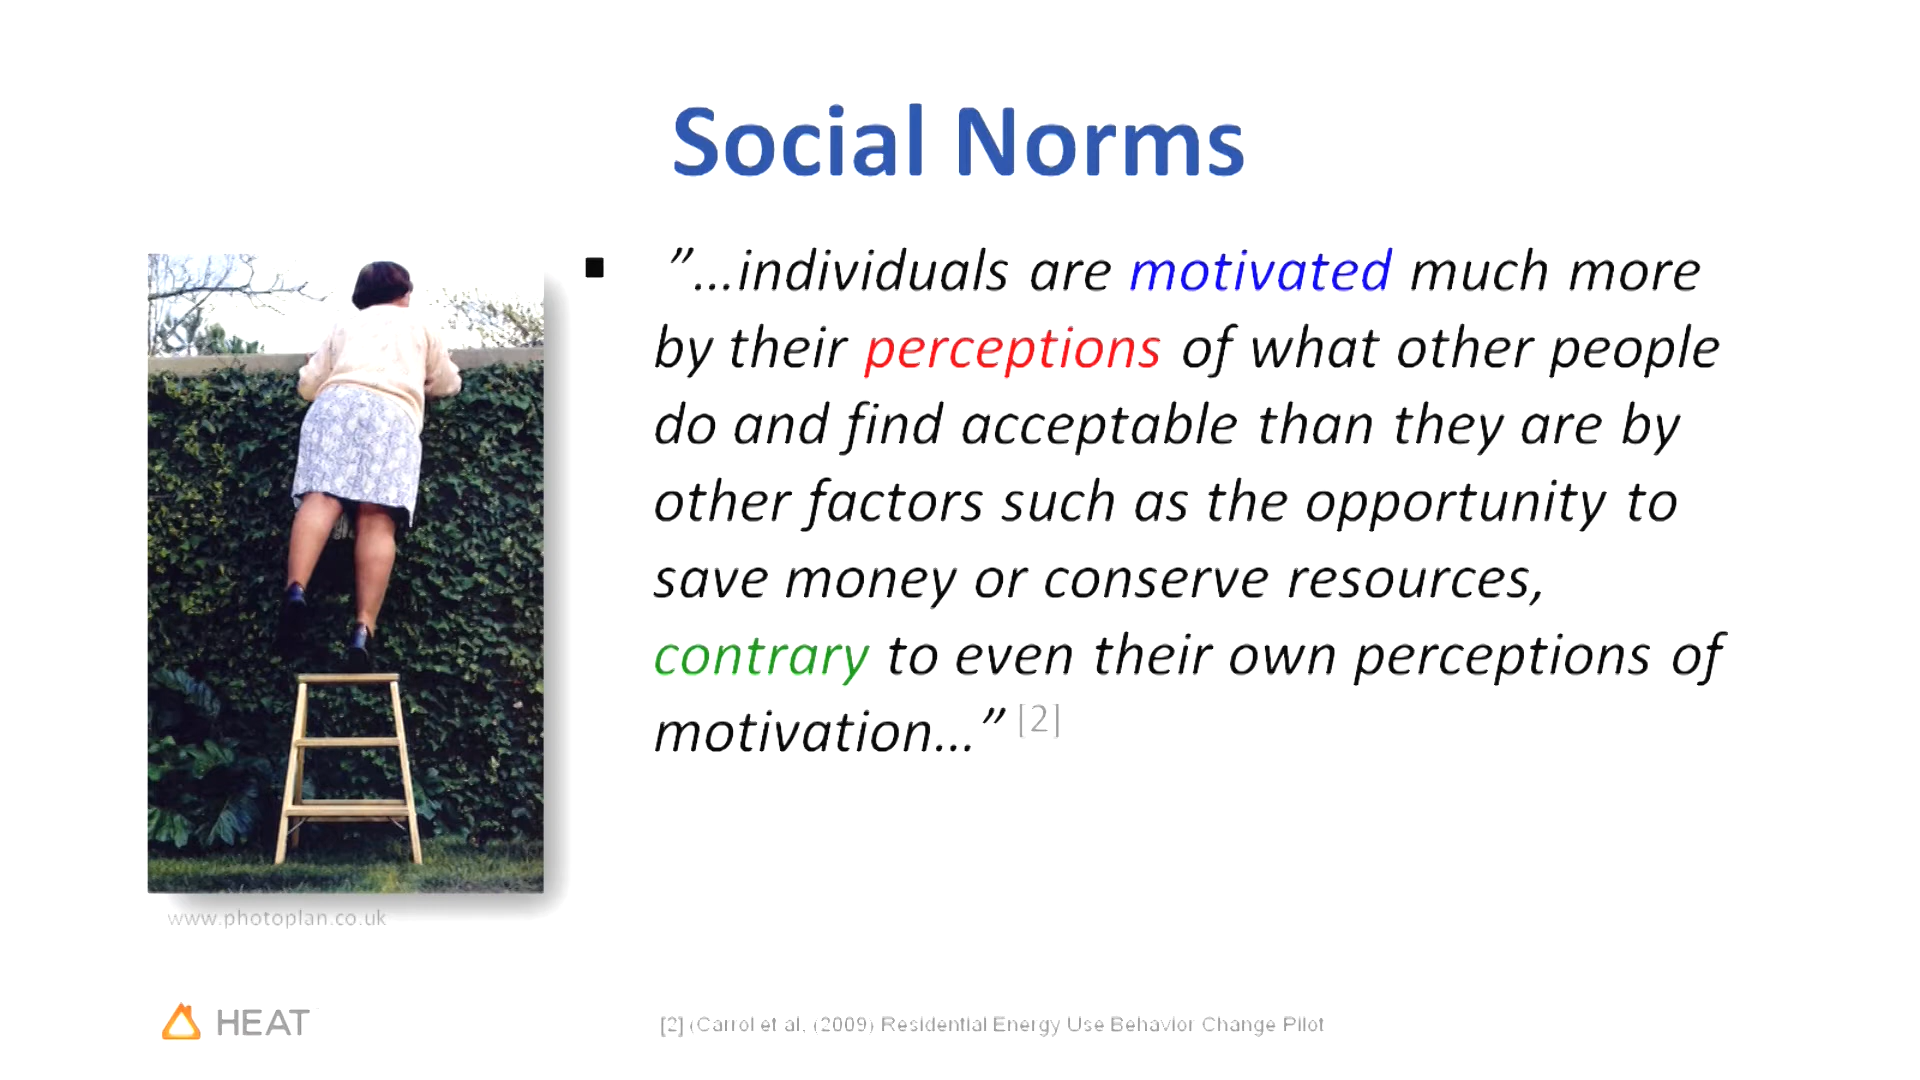 Social Norms
▪ ”...individuals are motivated much more
by their perceptions of what other people
do and find acceptable than they are by
other factors such as the opportunity to
save money or conserve resources,
contrary to even their own perceptions of
motivation...” [2]
www.photoplan.co.uk
HEAT
[2] (Carrol et al. (2009) Residential Energy Use Behavior Change Pilot